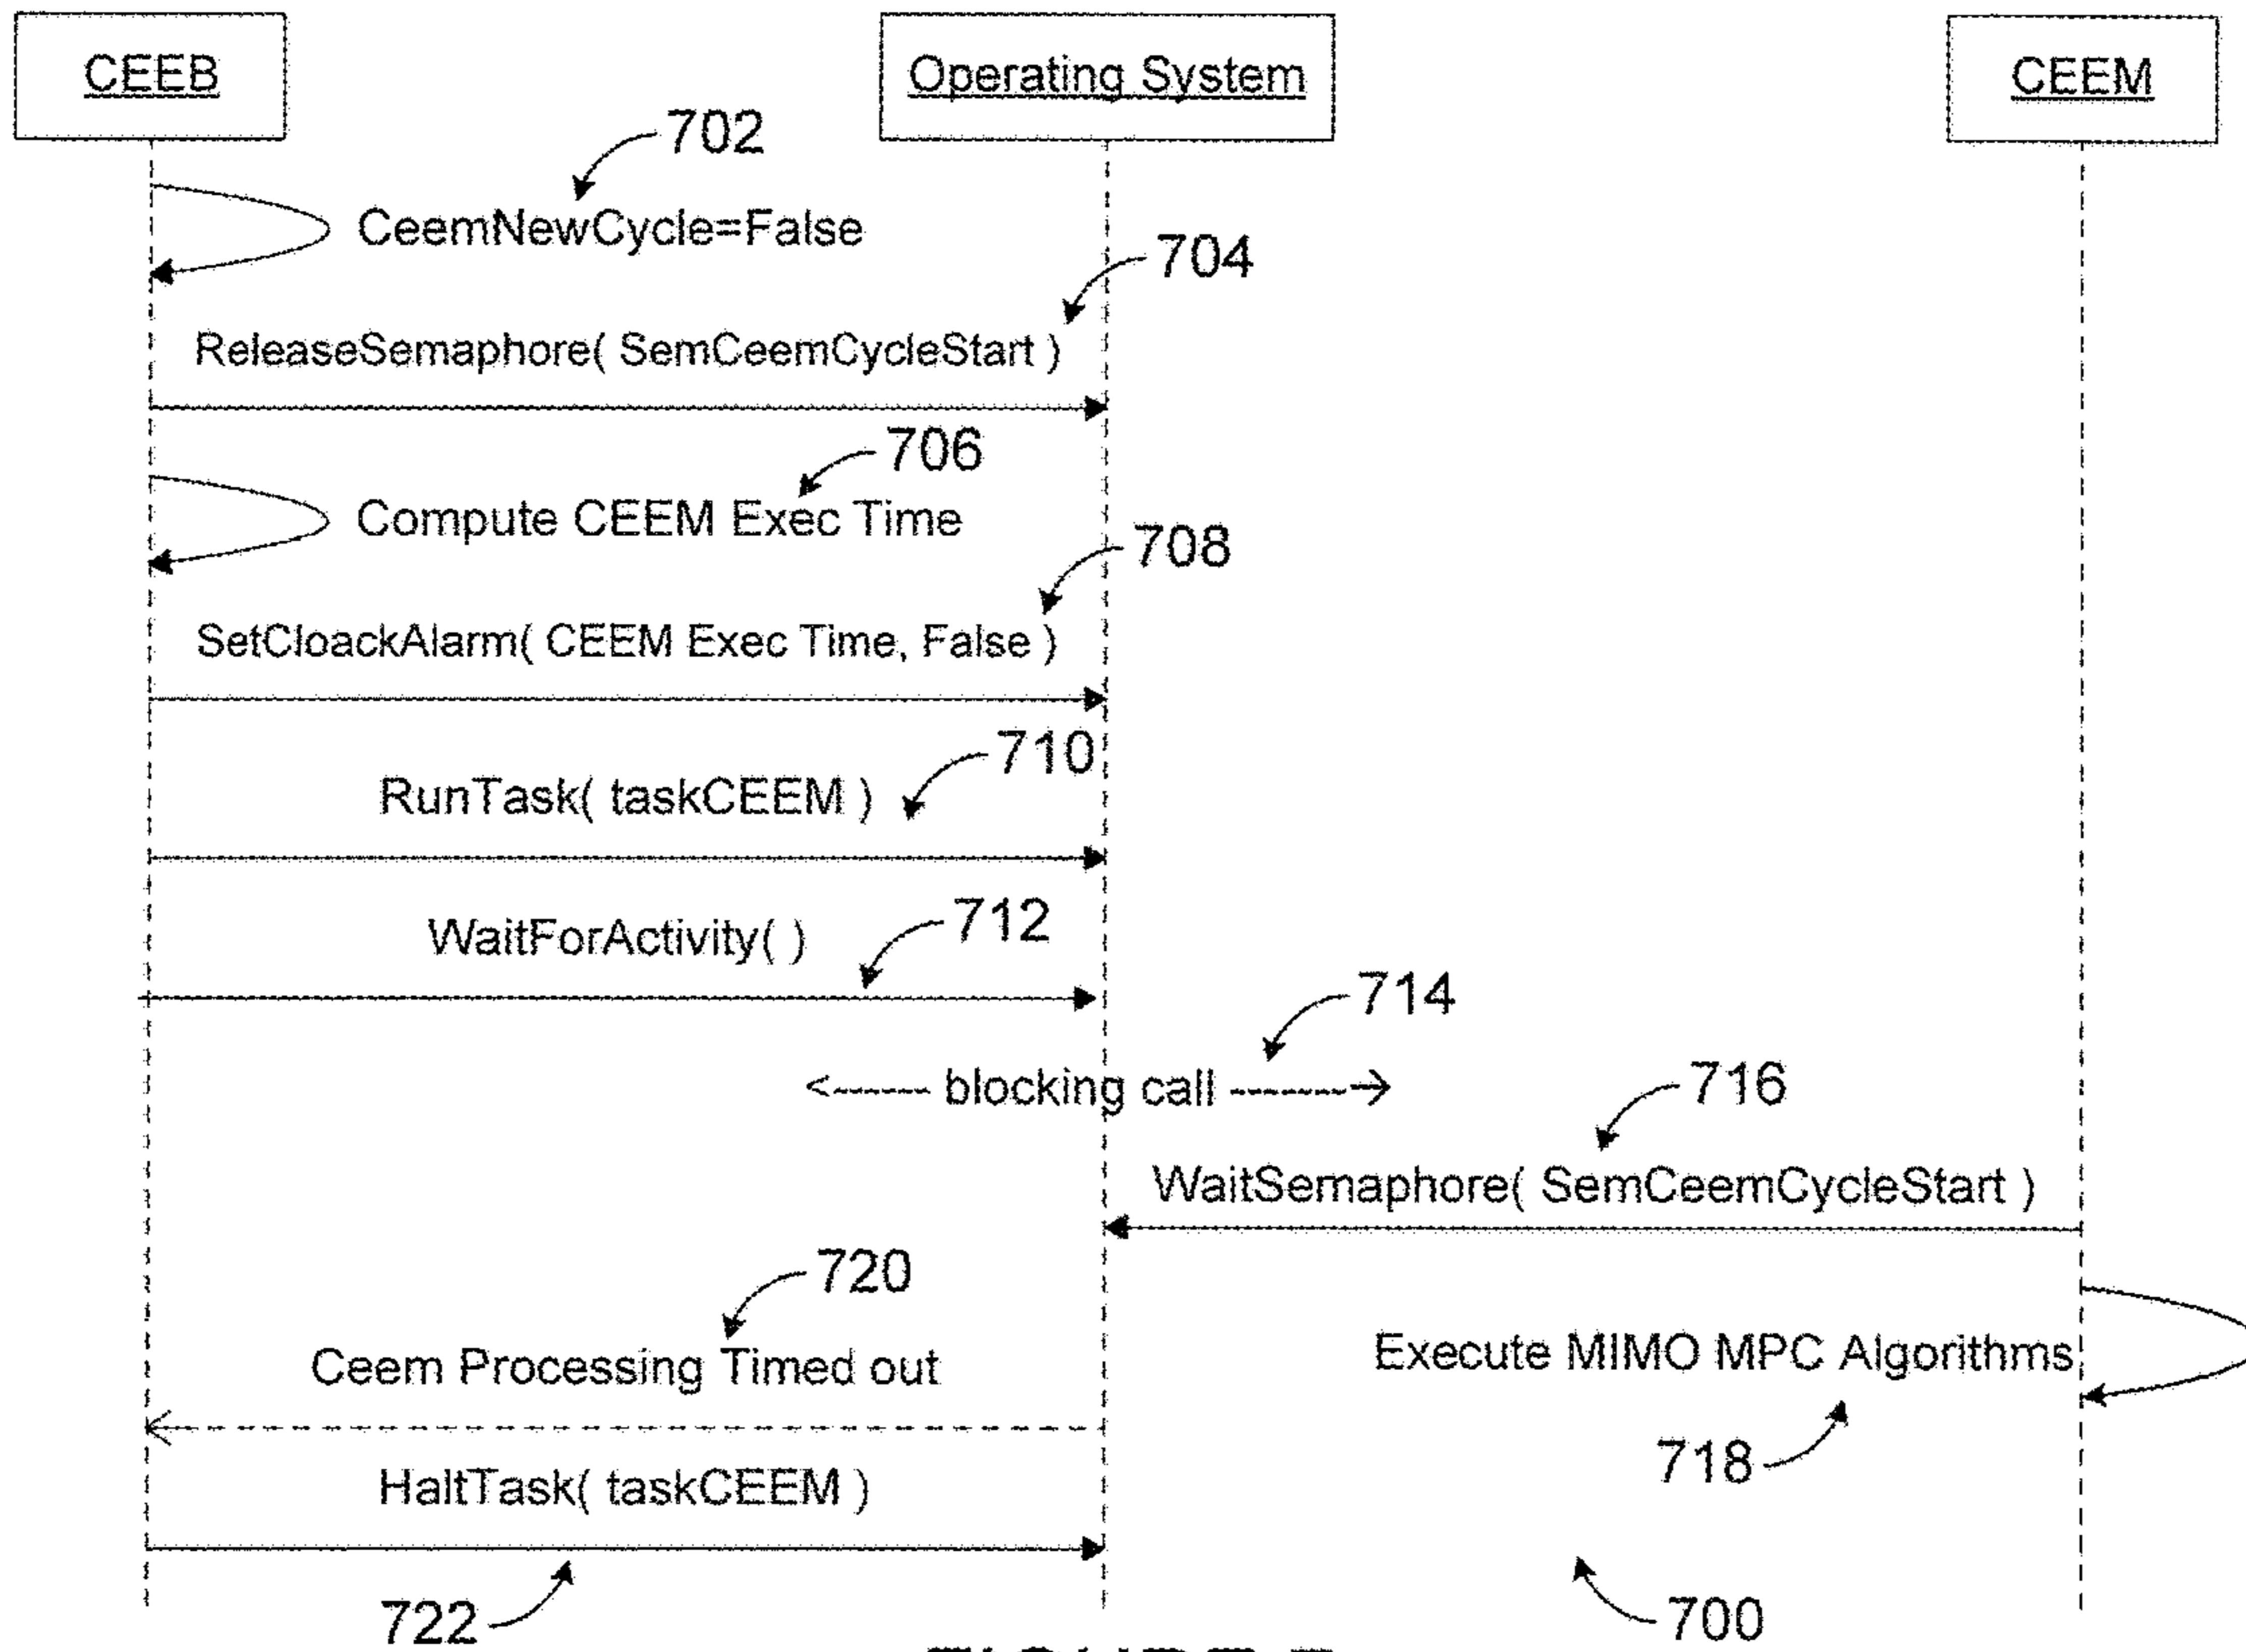 CEEB
Operating System
CEEM
702
CeemNewCycle=False
704
ReleaseSemaphore( SemCeemCycleStart )
706
Compute CEEM Exec Time
708
SetCloackAlarm( CEEM Exec Time, False )
710
RunTask( taskCEEM )
WaitForActivity( )
712
714
<----- blocking call ------->
716
WaitSemaphore( SemCeemCycleStart )
720
Ceem Processing Timed out
Execute MIMO MPC Algorithms
718
HaltTask( taskCEEM )
722
700